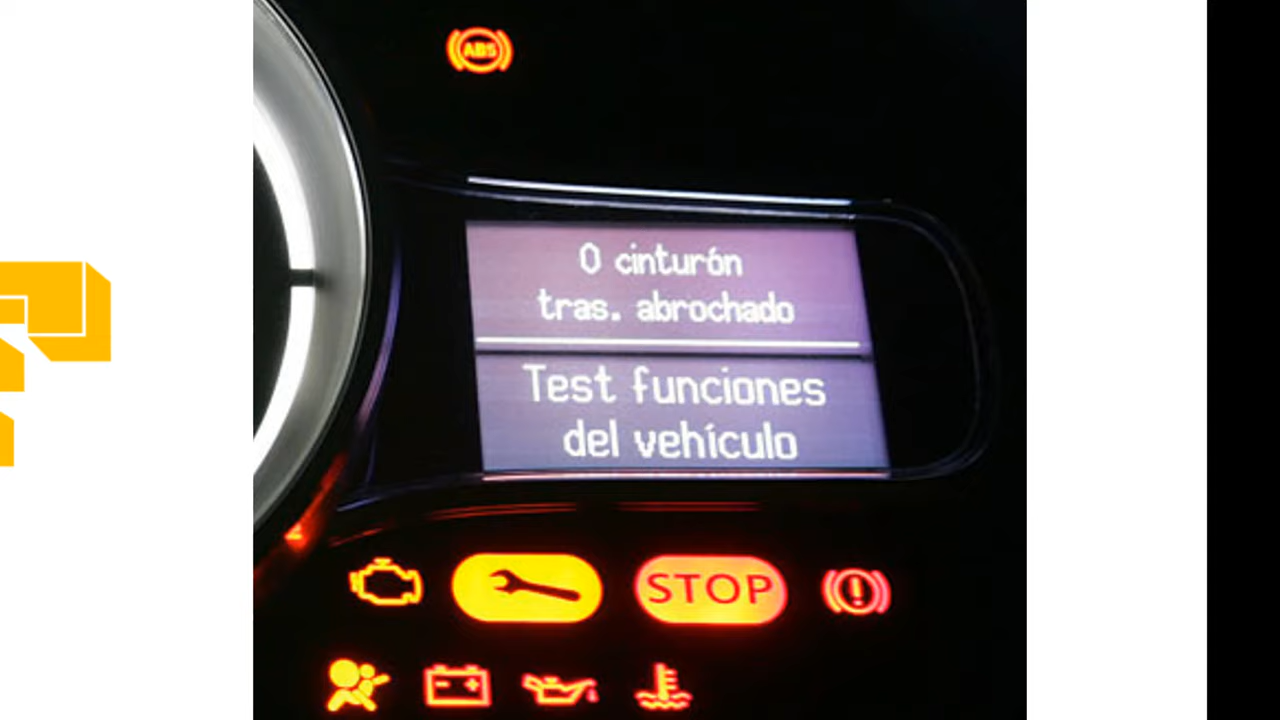 ABS
0 cinturón
tras. abrochado
Test funciones
del vehículo
STOP